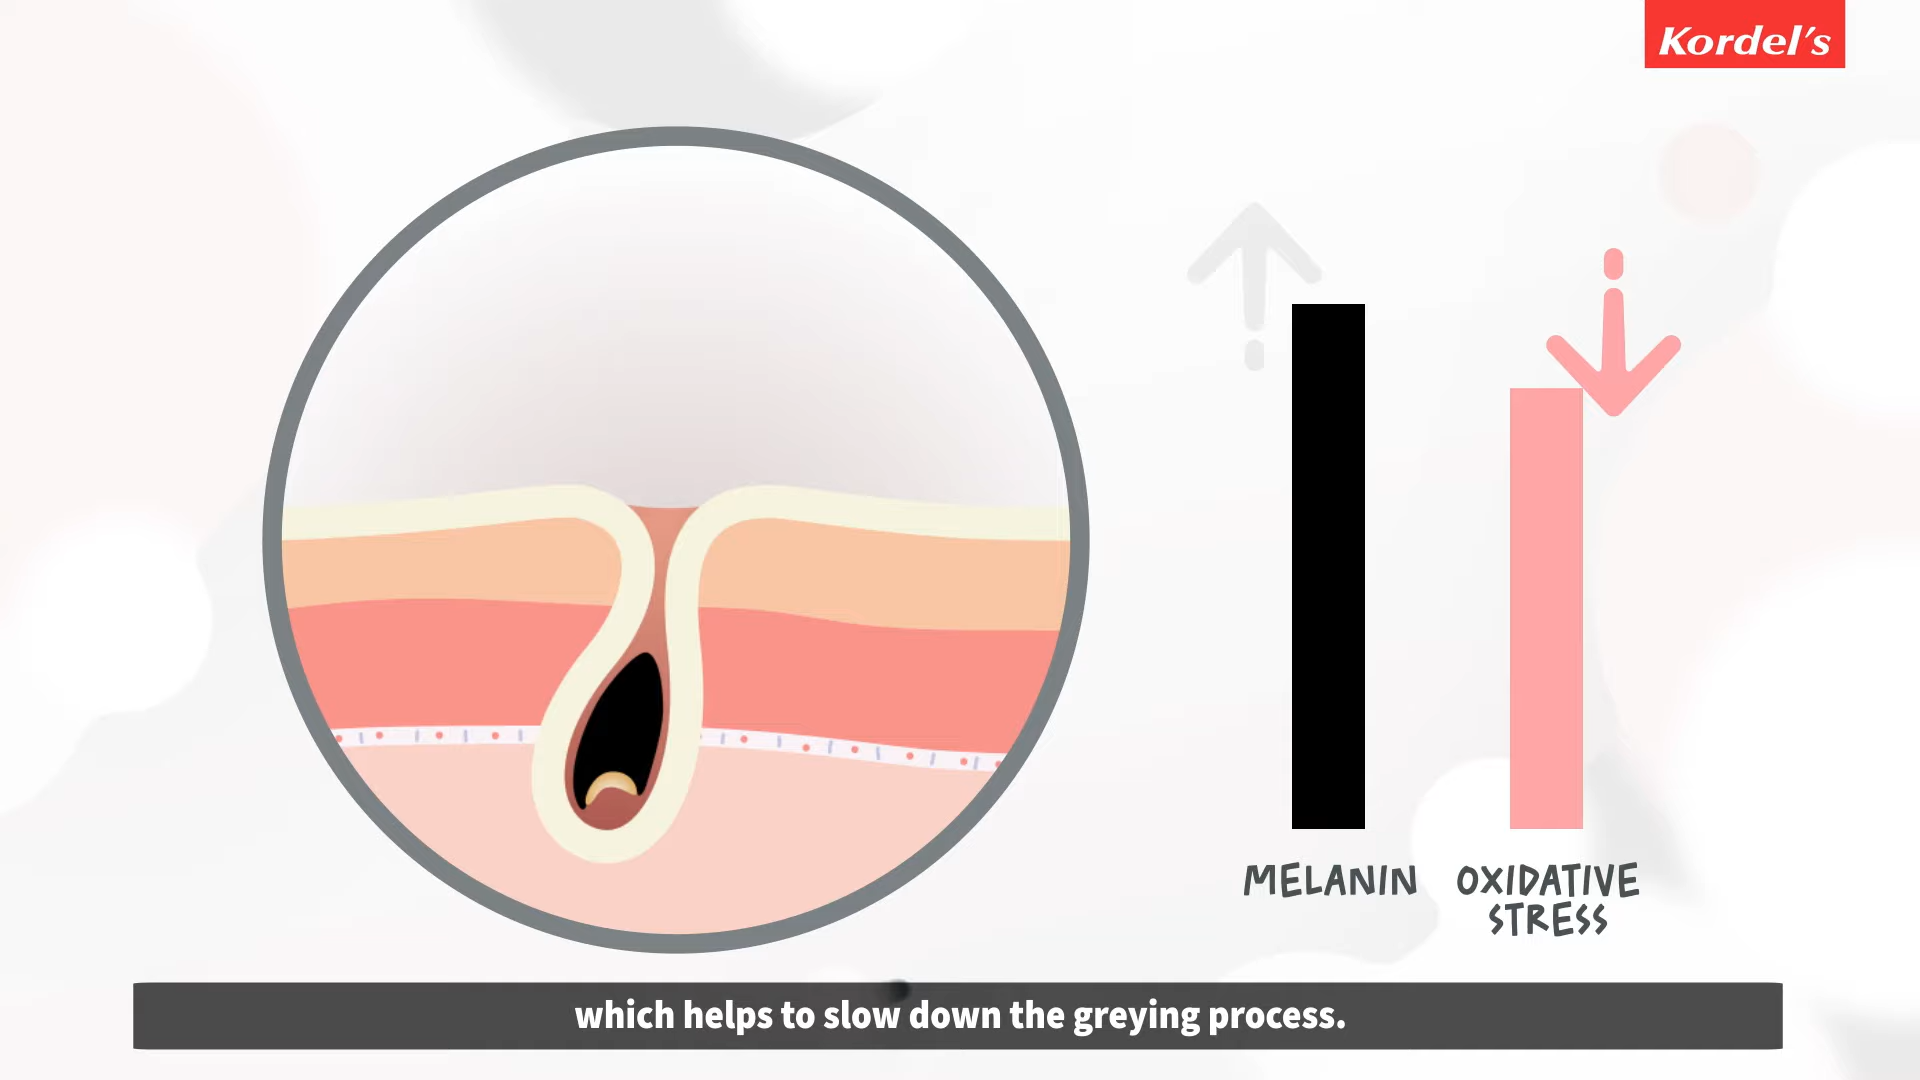 Kordel's
MELANIN
OXIDATIVE
STRESS
which helps to slow down the greying process.